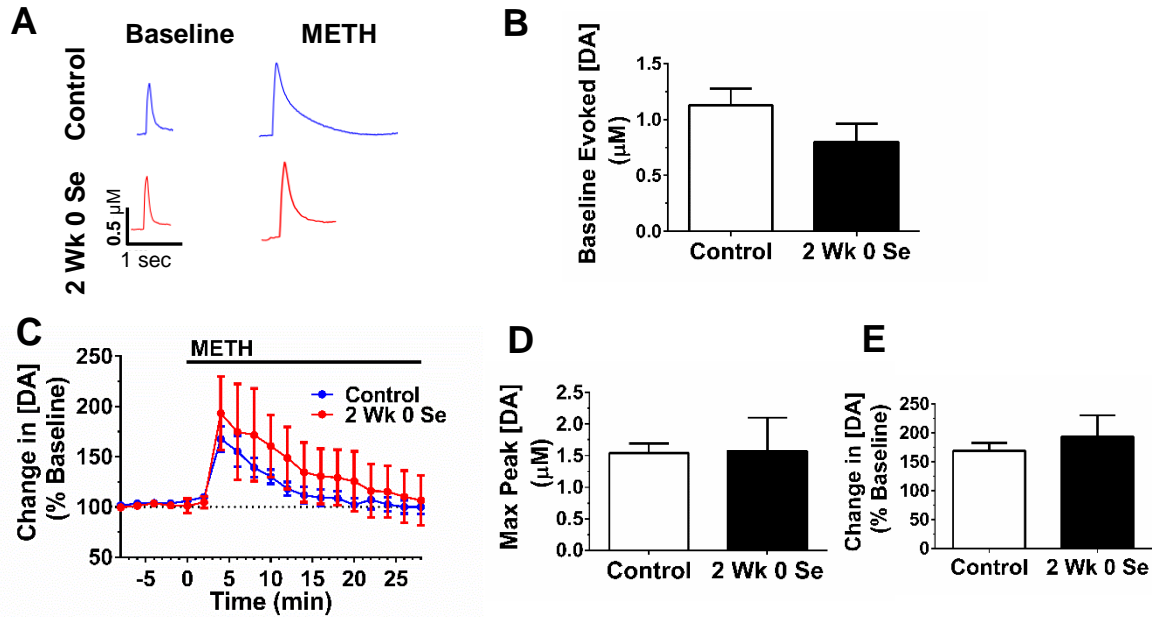 A
Baseline METH
Control
2 Wk 0 Se
0.5 µM
1 sec
B
Baseline Evoked [DA]
(µM)
1.5
1.0
0.5
0.0
Control 2 Wk 0 Se
C
METH
Control
2 Wk 0 Se
Change in [DA]
(% Baseline)
250
200
150
100
50
-5 0 5 10 15 20 25
Time (min)
D
Max Peak [DA]
(µM)
2.5
2.0
1.5
1.0
0.5
0.0
Control 2 Wk 0 Se
E
Change in [DA]
(% Baseline)
250
200
150
100
50
0
Control 2 Wk 0 Se